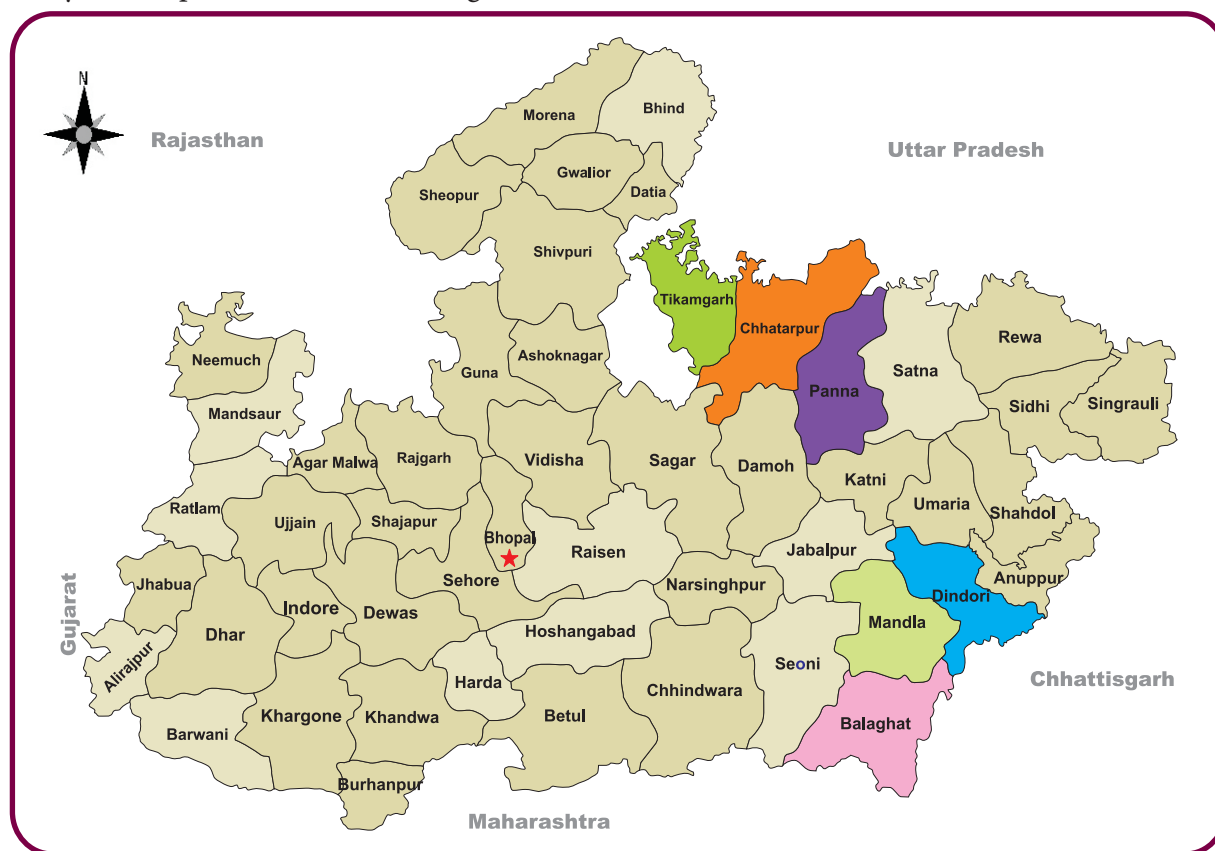 N
Rajasthan
Uttar Pradesh
Gujarat
Chhattisgarh
Maharashtra
Morena
Bhind
Gwalior
Datia
Sheopur
Shivpuri
Tikamgarh
Chhatarpur
Panna
Satna
Rewa
Sidhi
Singrauli
Neemuch
Mandsaur
Guna
Ashoknagar
Ratlam
Agar Malwa
Rajgarh
Vidisha
Sagar
Damoh
Katni
Umaria
Shahdol
Anuppur
Ujjain
Shajapur
Bhopal
Raisen
Jabalpur
Dindori
Jhabua
Sehore
Narsinghpur
Mandla
Dhar
Indore
Dewas
Hoshangabad
Seoni
Alirajpur
Harda
Chhindwara
Balaghat
Barwani
Khargone
Khandwa
Betul
Burhanpur